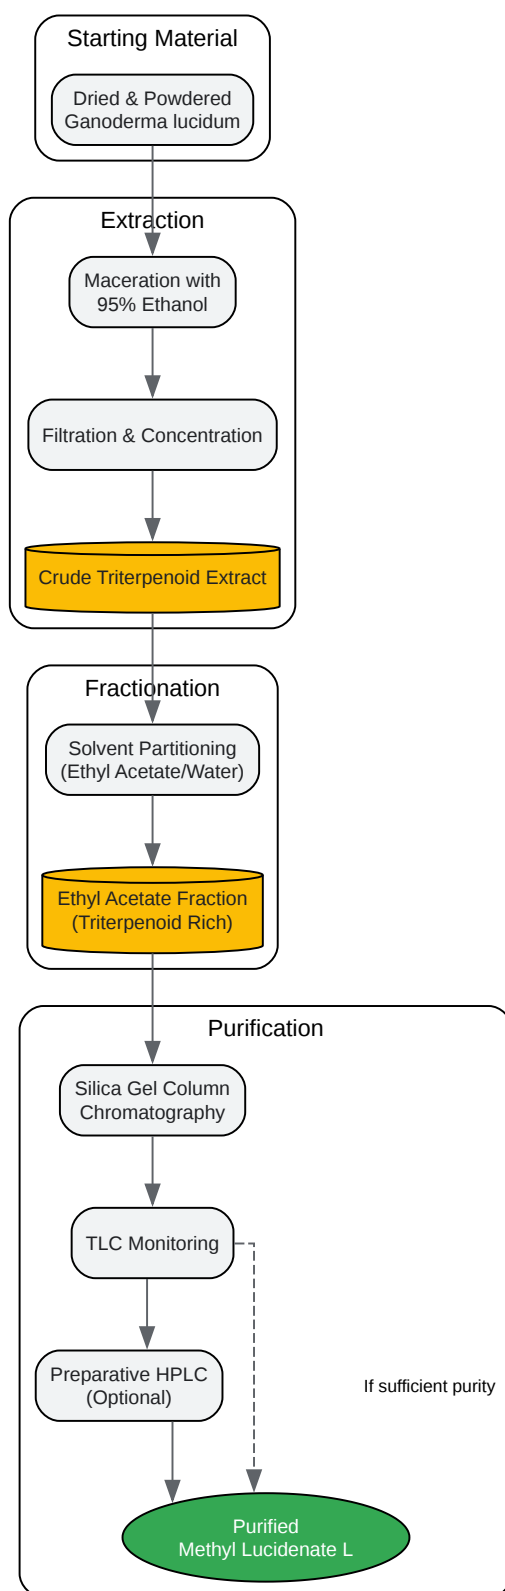 Starting Material
Dried & Powdered
Ganoderma lucidum
Extraction
Maceration with
95% Ethanol
Filtration & Concentration
Crude Triterpenoid Extract
Fractionation
Solvent Partitioning
(Ethyl Acetate/Water)
Ethyl Acetate Fraction
(Triterpenoid Rich)
Purification
Silica Gel Column
Chromatography
TLC Monitoring
Preparative HPLC
(Optional)
If sufficient purity
Purified
Methyl Lucidenate L